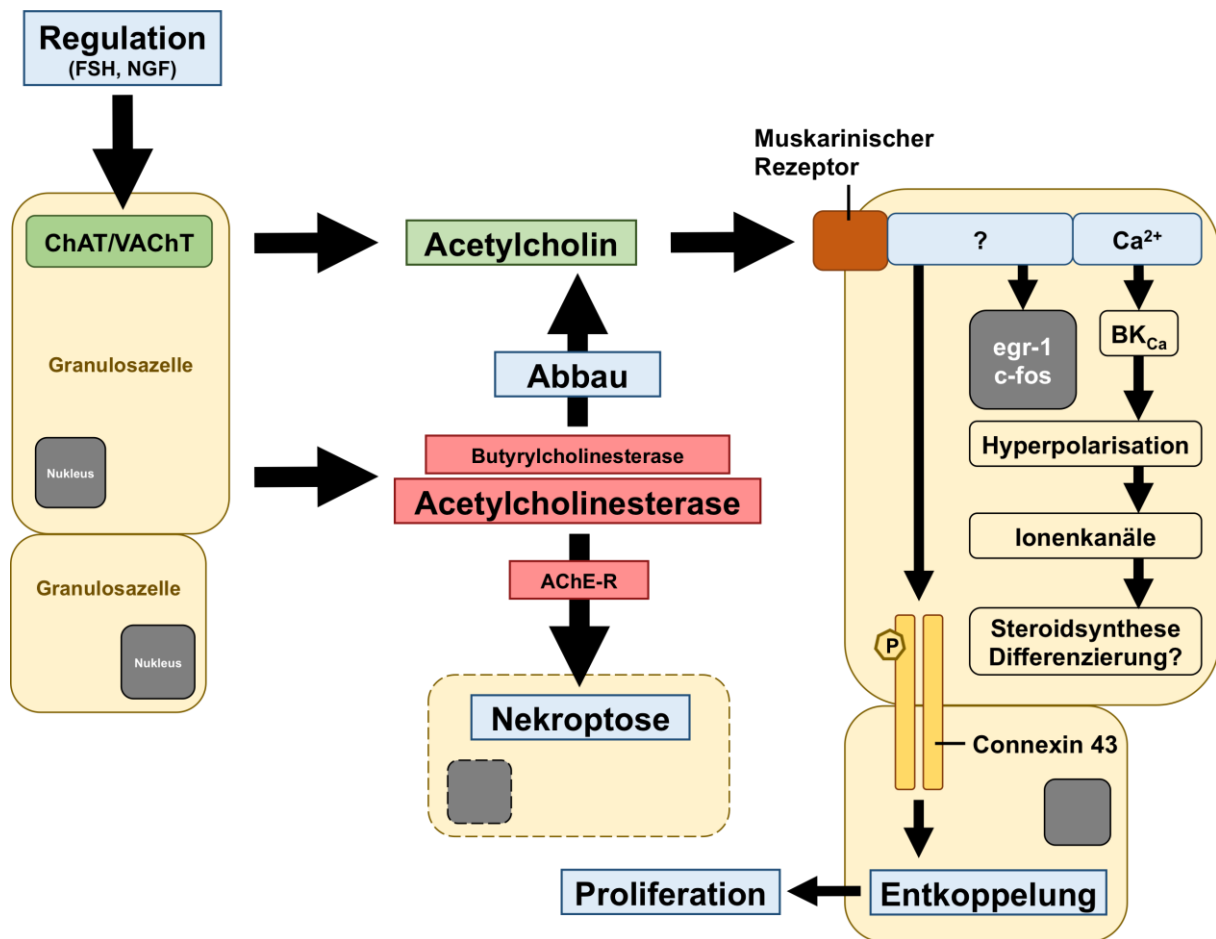 Regulation
(FSH, NGF)
ChAT/VAChT
Granulosazelle
Nukleus
Granulosazelle
Nukleus
Acetylcholin
Abbau
Butyrylcholinesterase
Acetylcholinesterase
AChE-R
Nekroptose
Muskarinischer
Rezeptor
?
Ca²⁺
egr-1
c-fos
BKCa
Hyperpolarisation
Ionenkanäle
Steroidsynthese
Differenzierung?
P
Connexin 43
Entkoppelung
Proliferation